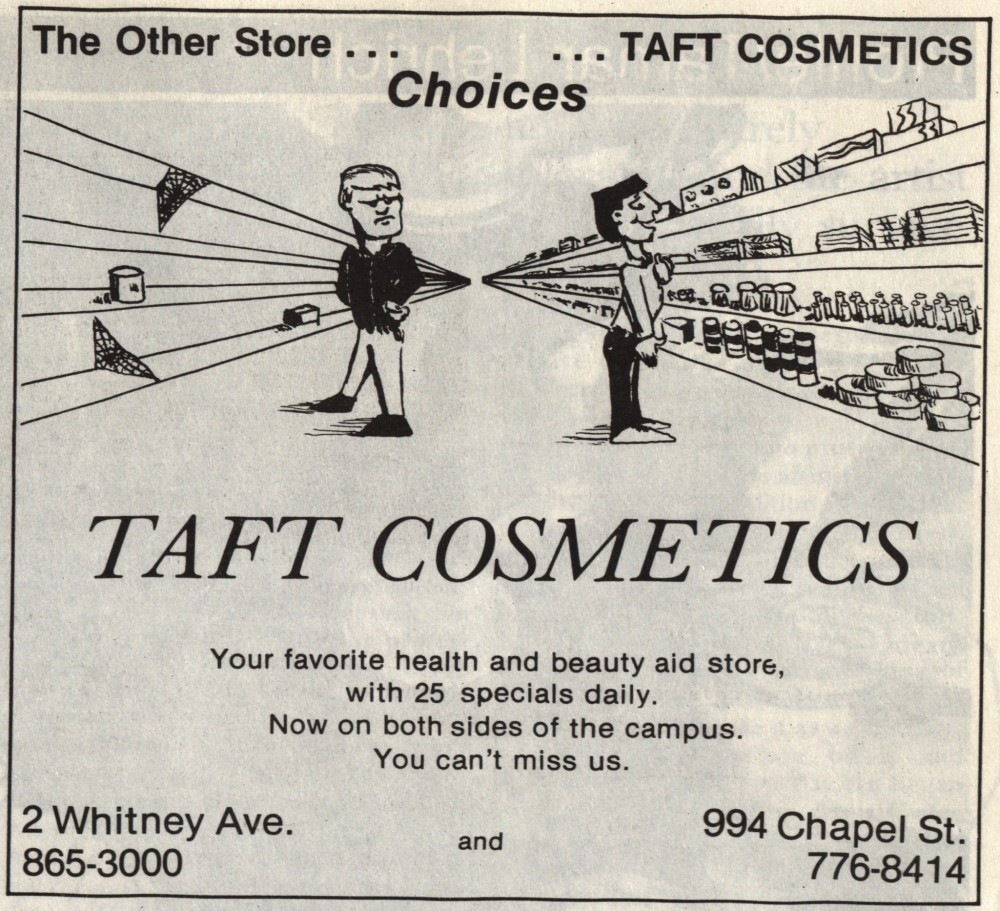 The Other Store . . .
. . . TAFT COSMETICS
Choices
TAFT COSMETICS
Your favorite health and beauty aid store,
with 25 specials daily.
Now on both sides of the campus.
You can't miss us.
2 Whitney Ave.
865-3000
and
994 Chapel St.
776-8414